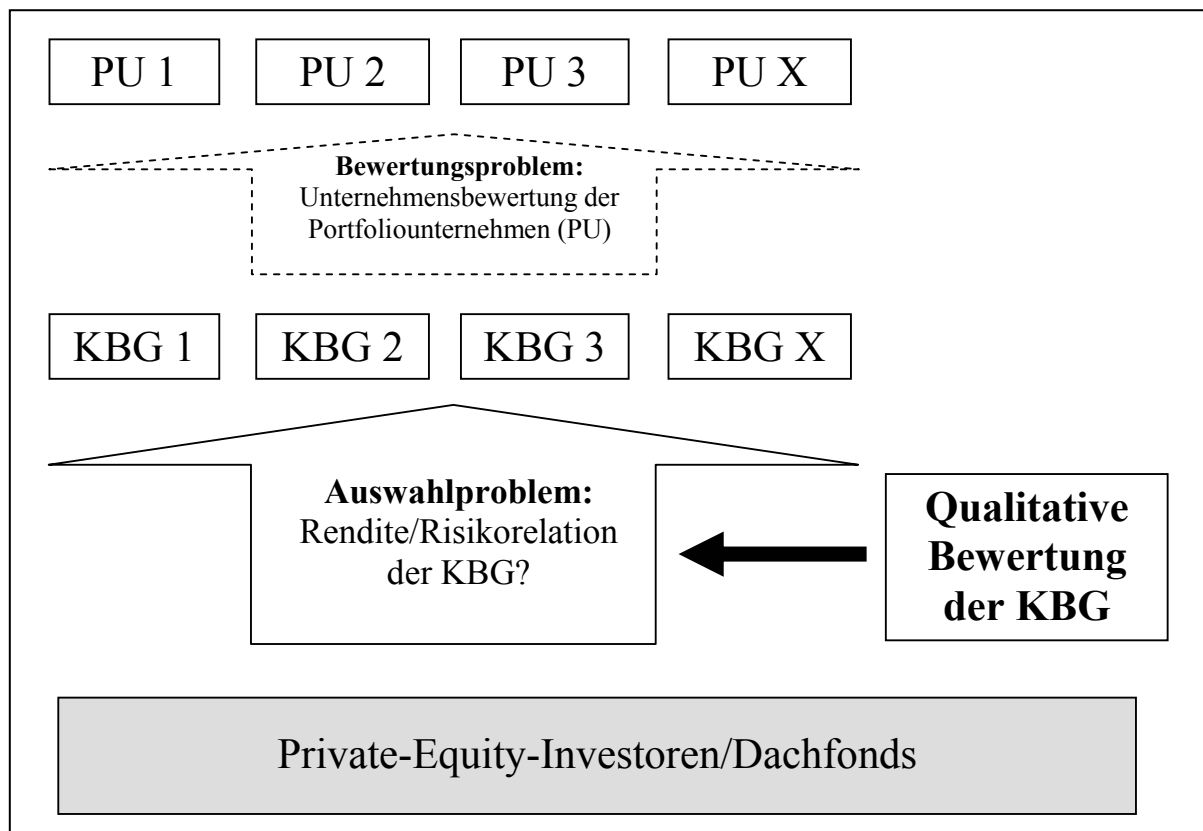 PU 1 PU 2 PU 3 PU X
Bewertungsproblem:
Unternehmensbewertung der
Portfoliounternehmen (PU)
KBG 1 KBG 2 KBG 3 KBG X
Auswahlproblem:
Rendite/Risikorelation
der KBG?
Qualitative
Bewertung
der KBG
Private-Equity-Investoren/Dachfonds